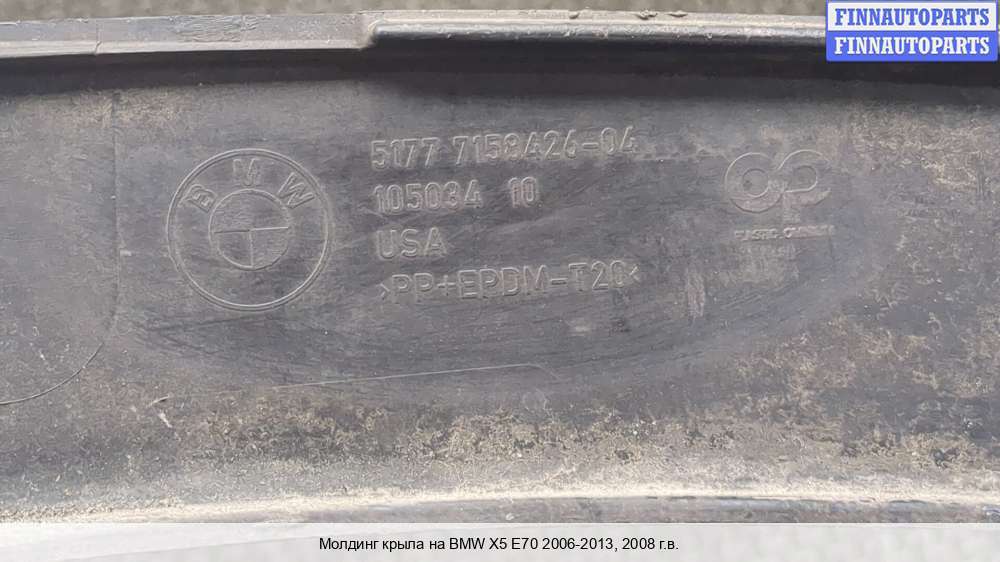 FINNAUTOPARTS
FINNAUTOPARTS
5177 7158426-04
105034 10
USA
>PP+EPDM-T20<
BMW
Молдинг крыла на BMW X5 E70 2006-2013, 2008 г.в.